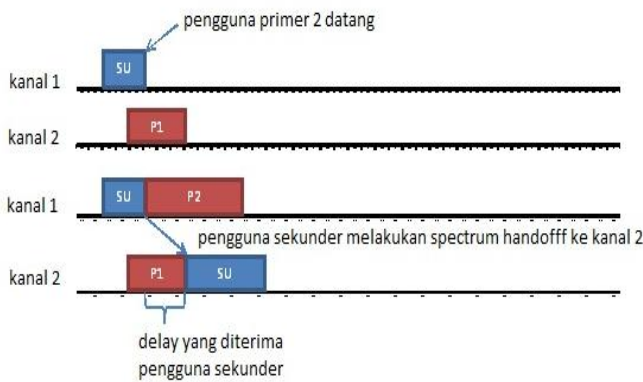 pengguna primer 2 datang
SU
kanal 1
P1
kanal 2
SU P2
kanal 1
pengguna sekunder melakukan spectrum handofff ke kanal 2
P1 SU
kanal 2
delay yang diterima
pengguna sekunder